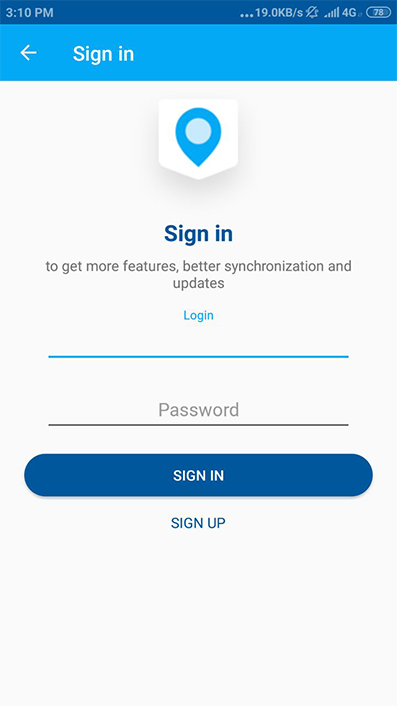 3:10 PM ...19.0KB/s 4G 78
Sign in
Sign in
to get more features, better synchronization and
updates
Login
Password
SIGN IN
SIGN UP